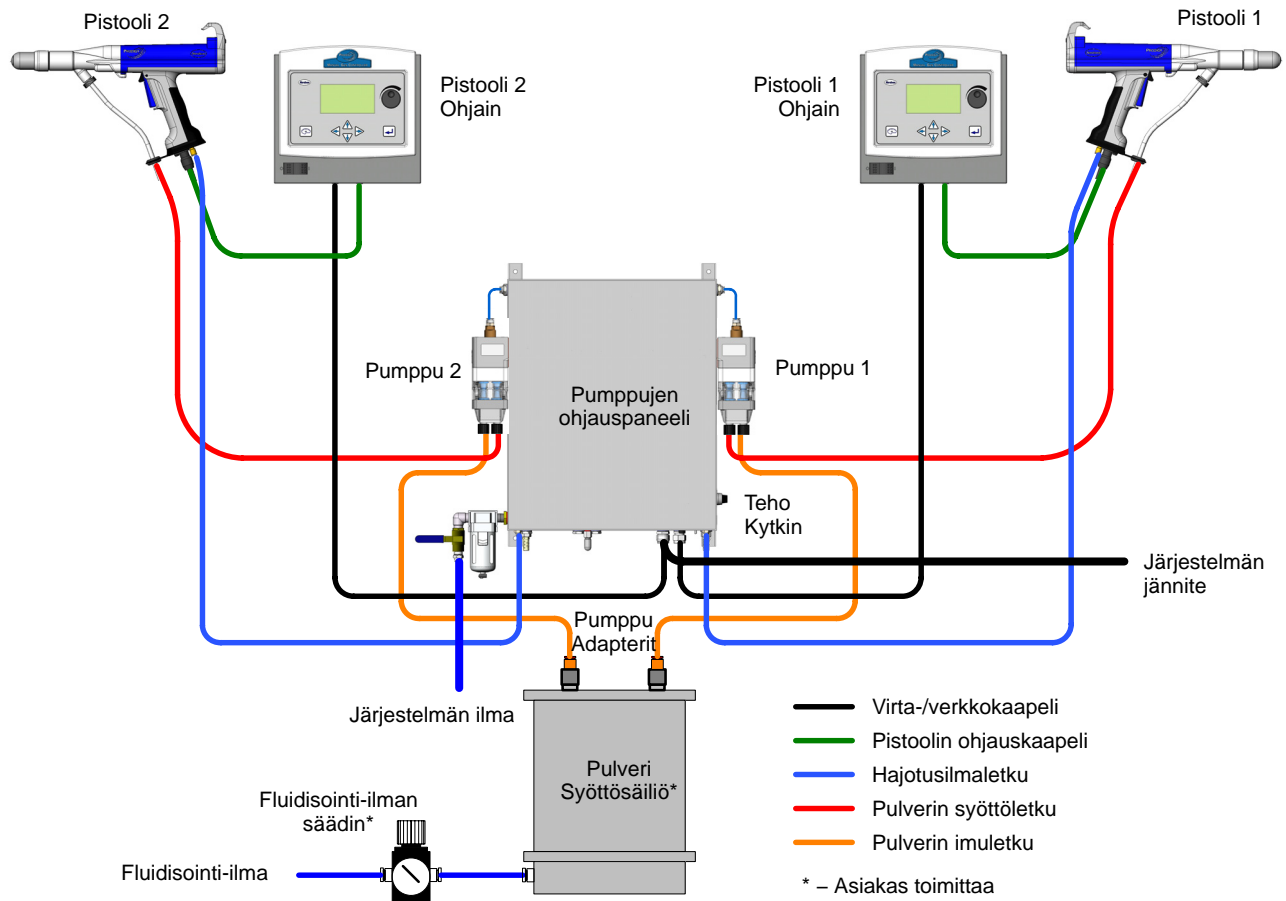 Pistooli 2
Pistooli 1
Pistooli 2
Ohjain
Pistooli 1
Ohjain
Pumppu 2
Pumppujen
ohjauspaneeli
Pumppu 1
Teho
Kytkin
Järjestelmän
jännite
Pumppu
Adapterit
Järjestelmän ilma
Pulveri
Syöttösäiliö*
Fluidisointi-ilman
säädin*
Fluidisointi-ilma
Virta-/verkkokaapeli
Pistoolin ohjauskaapeli
Hajotusilmaletku
Pulverin syöttöletku
Pulverin imuletku
* – Asiakas toimittaa